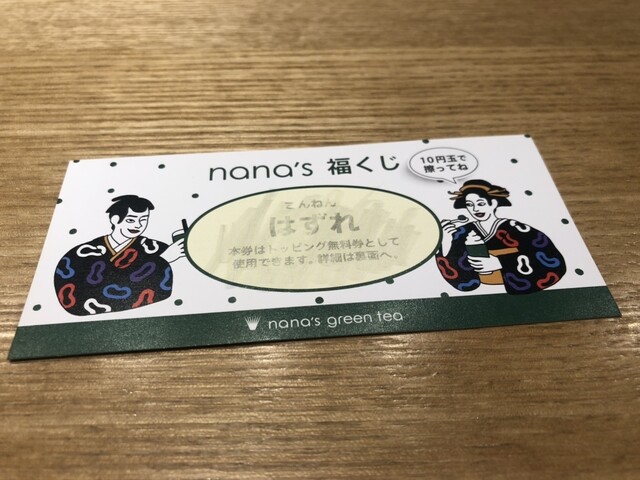 nana's 福くじ
10円玉で
擦ってね
ざんねん
はずれ
本券はトッピング無料券として
使用できます。詳細は裏面へ。
nana's green tea